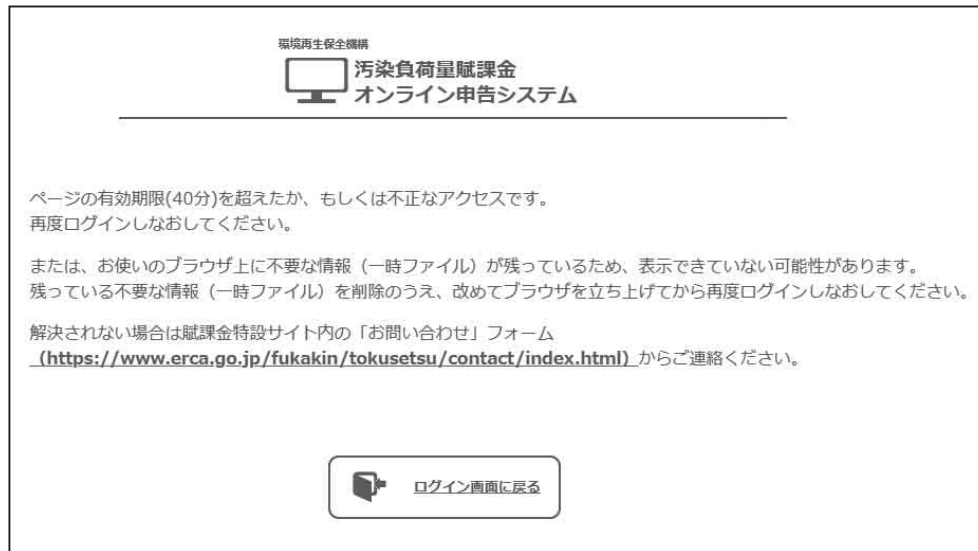 環境再生保全機構
汚染負荷量賦課金
オンライン申告システム
ページの有効期限(40分)を超えたか、もしくは不正なアクセスです。
再度ログインしなおしてください。
または、お使いのブラウザ上に不要な情報（一時ファイル）が残っているため、表示できていない可能性があります。
残っている不要な情報（一時ファイル）を削除のうえ、改めてブラウザを立ち上げてから再度ログインしなおしてください。
解決されない場合は賦課金特設サイト内の「お問い合わせ」フォーム
（https://www.erca.go.jp/fukakin/tokusetsu/contact/index.html）からご連絡ください。
ログイン画面に戻る